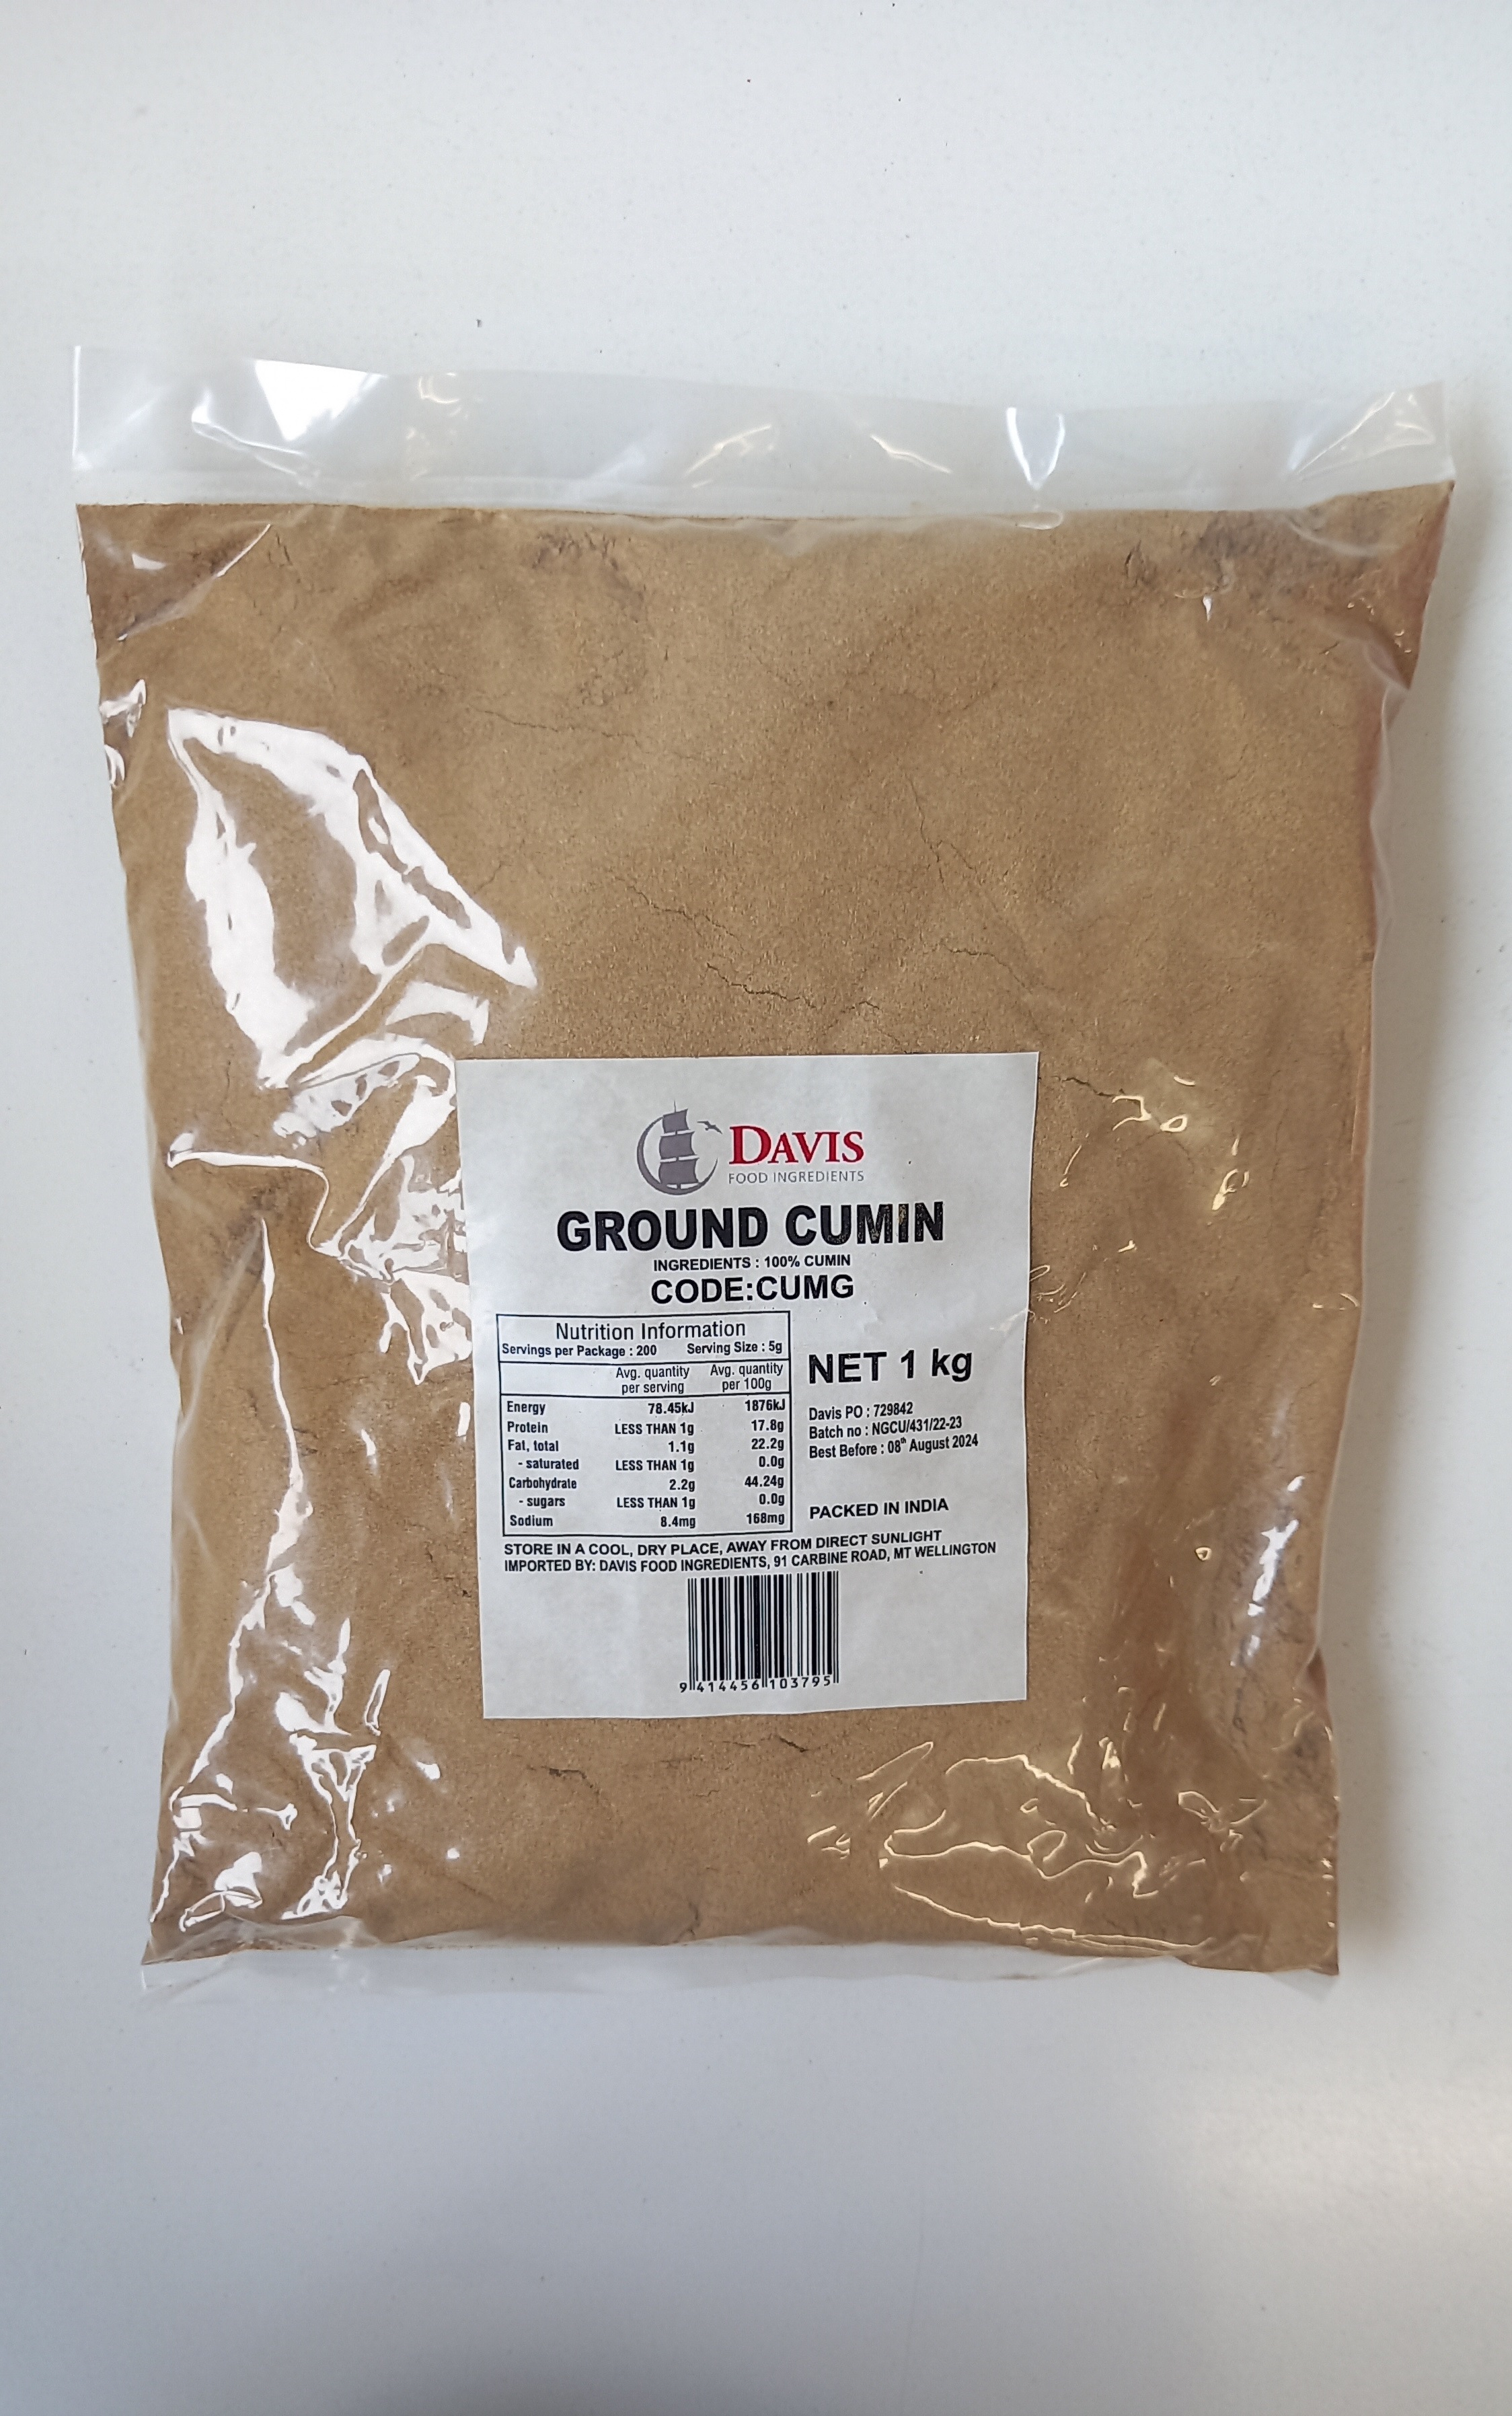 DAVIS
FOOD INGREDIENTS
GROUND CUMIN
INGREDIENTS : 100% CUMIN
CODE:CUMG
Nutrition Information
Servings per Package : 200 Serving Size : 5g
Avg. quantity per serving Avg. quantity per 100g
Energy 78.45kJ 1876kJ
Protein LESS THAN 1g 17.8g
Fat, total 1.1g 22.2g
- saturated LESS THAN 1g 0.0g
Carbohydrate 2.2g 44.24g
- sugars LESS THAN 1g 0.0g
Sodium 8.4mg 168mg
NET 1 kg
Davis PO : 729842
Batch no : NGCU/431/22-23
Best Before : 08th August 2024
PACKED IN INDIA
STORE IN A COOL, DRY PLACE, AWAY FROM DIRECT SUNLIGHT
IMPORTED BY: DAVIS FOOD INGREDIENTS, 91 CARBINE ROAD, MT WELLINGTON
9 414456 103795